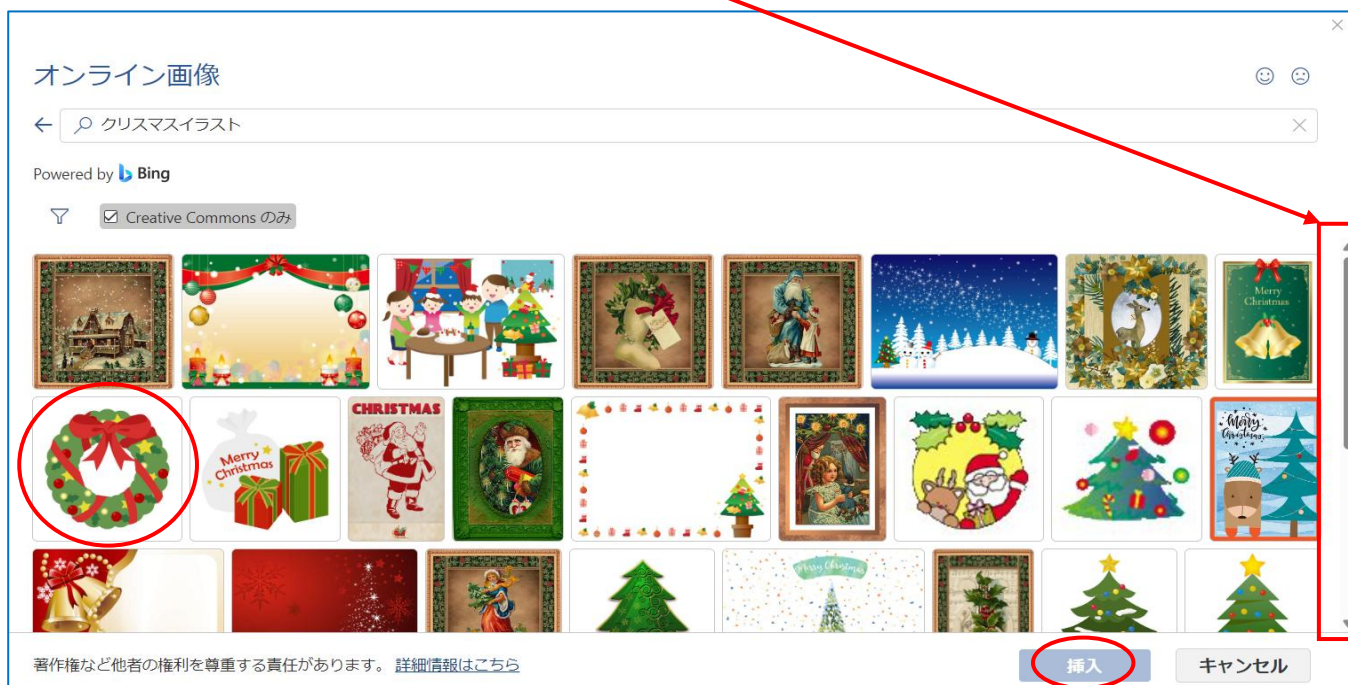 オンライン画像
クリスマスイラスト
Powered by Bing
Creative Commons のみ
Merry
Christmas
Merry
Christmas
CHRISTMAS
Merry
Christmas
Merry Christmas
著作権など他者の権利を尊重する責任があります。 詳細情報はこちら
挿入
キャンセル